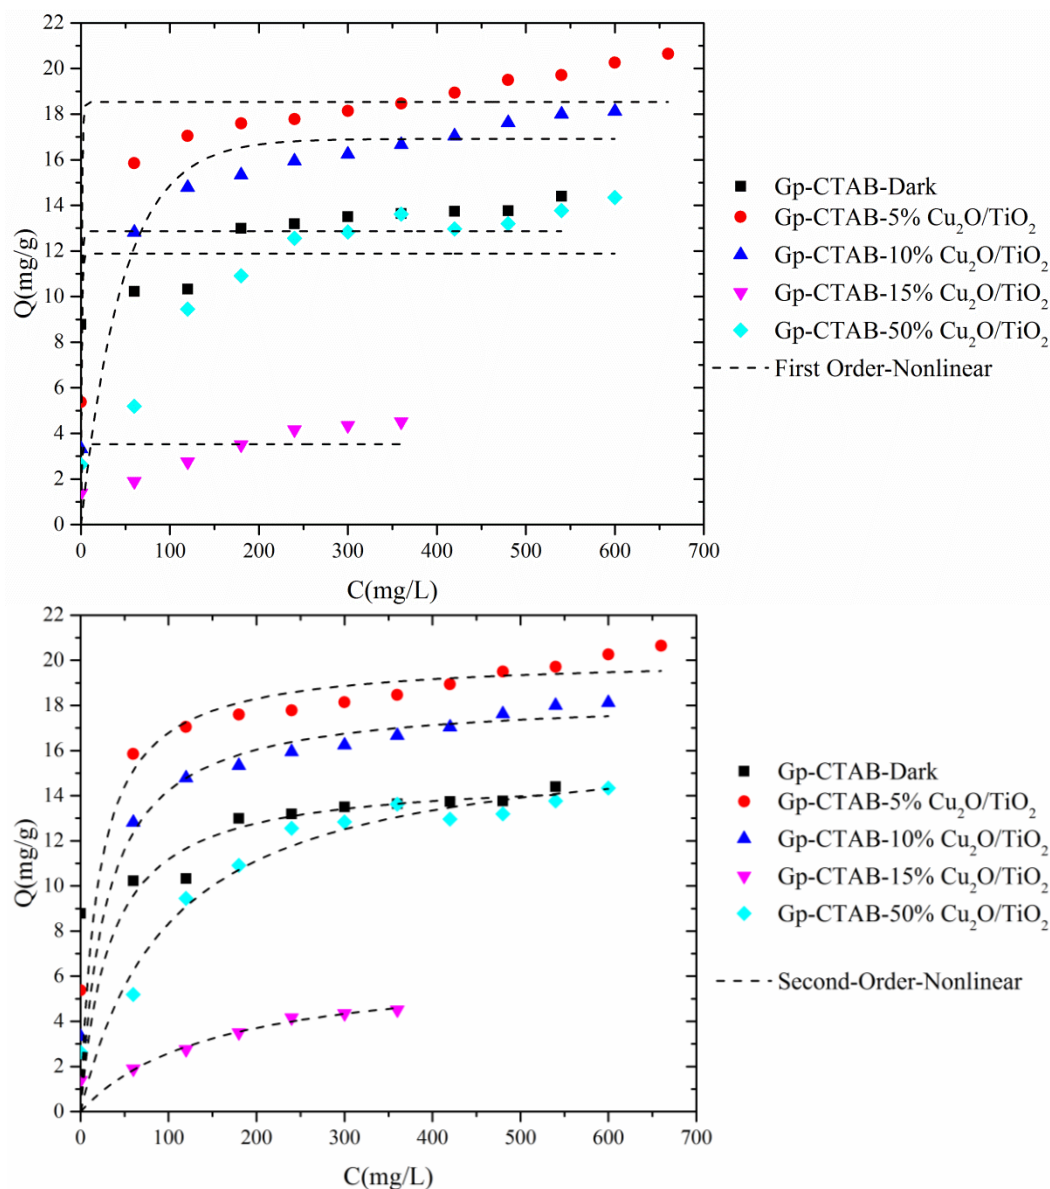 22
20
18
16
14
12
10
8
6
4
2
0
Q(mg/g)
0 100 200 300 400 500 600 700
C(mg/L)
Gp-CTAB-Dark
Gp-CTAB-5% Cu₂O/TiO₂
Gp-CTAB-10% Cu₂O/TiO₂
Gp-CTAB-15% Cu₂O/TiO₂
Gp-CTAB-50% Cu₂O/TiO₂
First Order-Nonlinear
22
20
18
16
14
12
10
8
6
4
2
0
Q(mg/g)
0 100 200 300 400 500 600 700
C(mg/L)
Gp-CTAB-Dark
Gp-CTAB-5% Cu₂O/TiO₂
Gp-CTAB-10% Cu₂O/TiO₂
Gp-CTAB-15% Cu₂O/TiO₂
Gp-CTAB-50% Cu₂O/TiO₂
Second-Order-Nonlinear